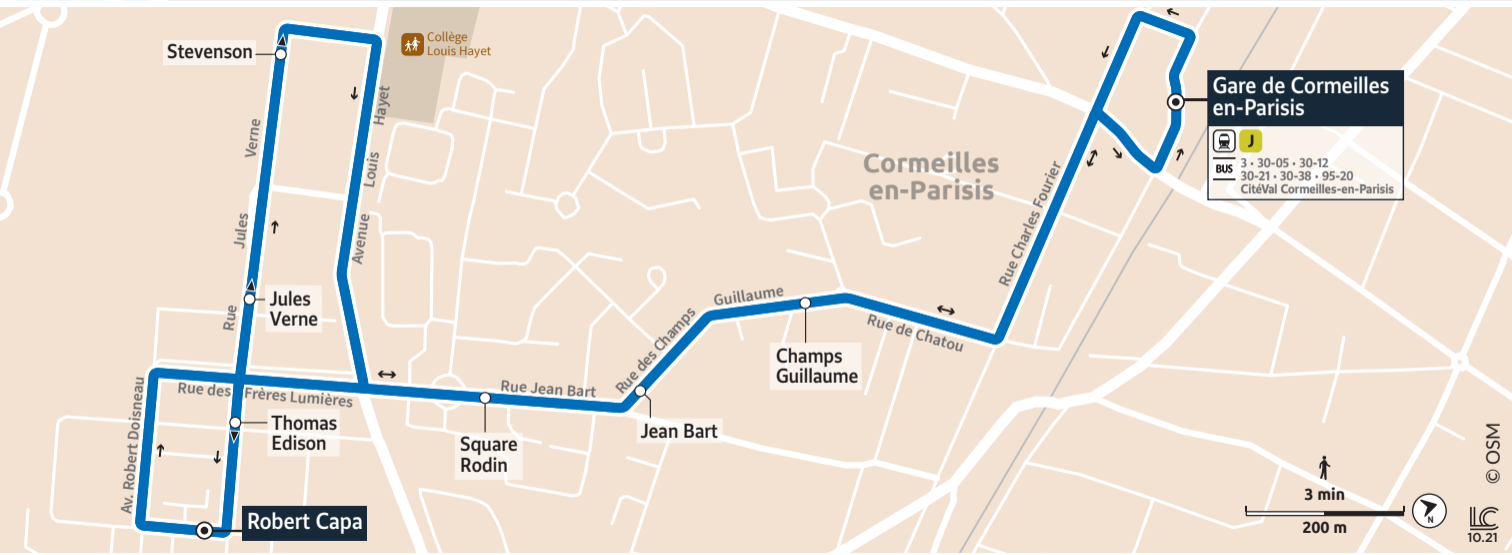 Stevenson
Collège
Louis Hayet
Gare de Cormeilles
en-Parisis
J
BUS
3 • 30-05 • 30-12
30-21 • 30-38 • 95-20
CitéVal Cormeilles-en-Parisis
Cormeilles
en-Parisis
Rue Jules Verne
Avenue Louis Hayet
Jules
Verne
Rue Charles Fourier
Guillaume
Rue des Champs
Rue de Chatou
Champs
Guillaume
Rue des Frères Lumières
Rue Jean Bart
Av. Robert Doisneau
Thomas
Edison
Square
Rodin
Jean Bart
Robert Capa
3 min
200 m
N
© OSM
LC
10.21